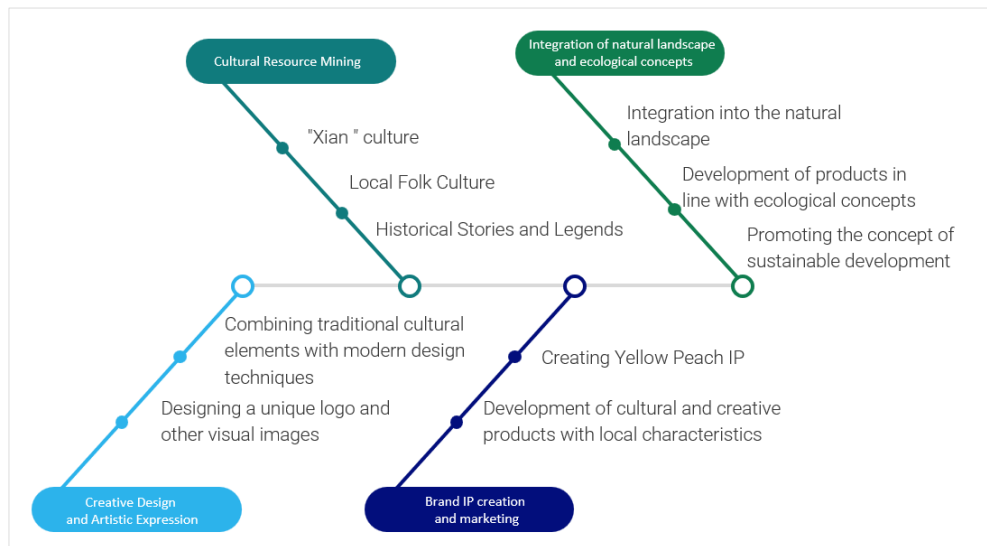 Cultural Resource Mining
"Xian " culture
Local Folk Culture
Historical Stories and Legends
Integration of natural landscape
and ecological concepts
Integration into the natural
landscape
Development of products in
line with ecological concepts
Promoting the concept of
sustainable development
Combining traditional cultural
elements with modern design
techniques
Designing a unique logo and
other visual images
Creative Design
and Artistic Expression
Creating Yellow Peach IP
Development of cultural and creative
products with local characteristics
Brand IP creation
and marketing